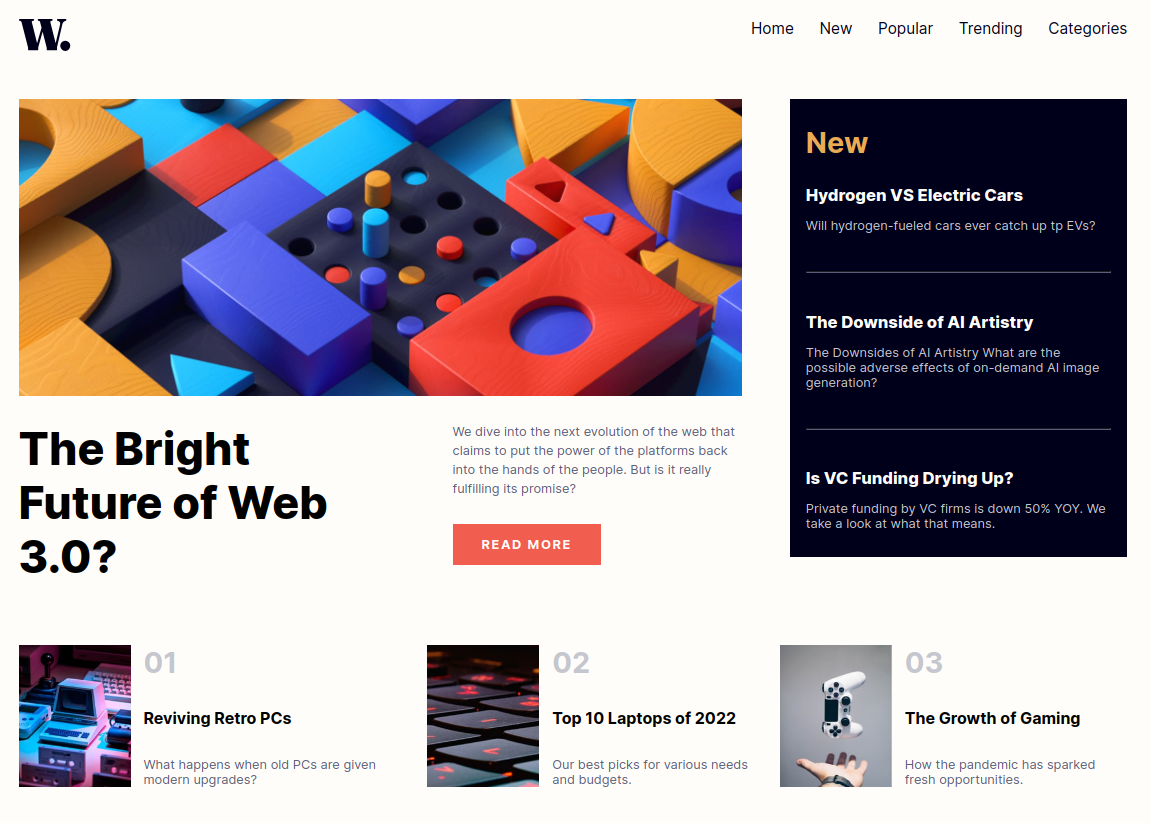 W.
Home New Popular Trending Categories
The Bright
Future of Web
3.0?
We dive into the next evolution of the web that
claims to put the power of the platforms back
into the hands of the people. But is it really
fulfilling its promise?
READ MORE
New
Hydrogen VS Electric Cars
Will hydrogen-fueled cars ever catch up tp EVs?
The Downside of AI Artistry
The Downsides of AI Artistry What are the
possible adverse effects of on-demand AI image
generation?
Is VC Funding Drying Up?
Private funding by VC firms is down 50% YOY. We
take a look at what that means.
01
Reviving Retro PCs
What happens when old PCs are given
modern upgrades?
02
Top 10 Laptops of 2022
Our best picks for various needs
and budgets.
03
The Growth of Gaming
How the pandemic has sparked
fresh opportunities.